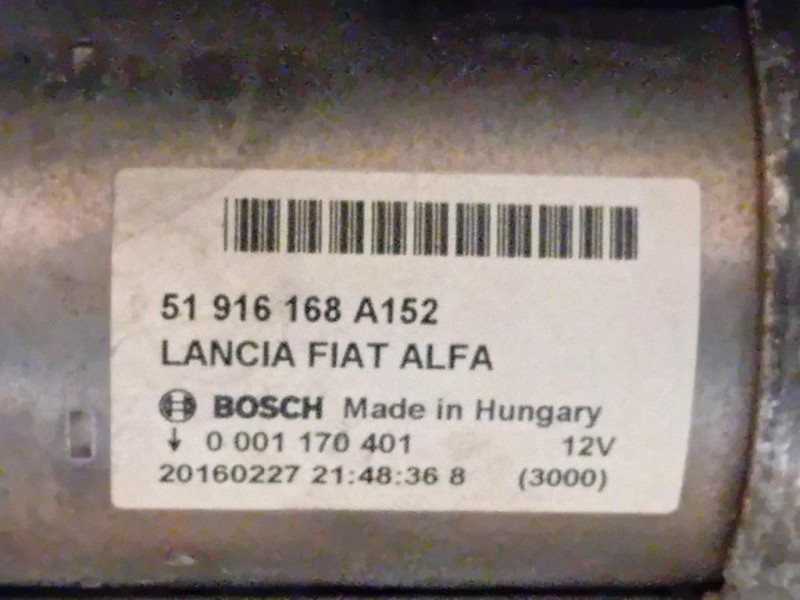 51 916 168 A152
LANCIA FIAT ALFA
BOSCH Made in Hungary
↓ 0 001 170 401 12V
20160227 21:48:36 8 (3000)